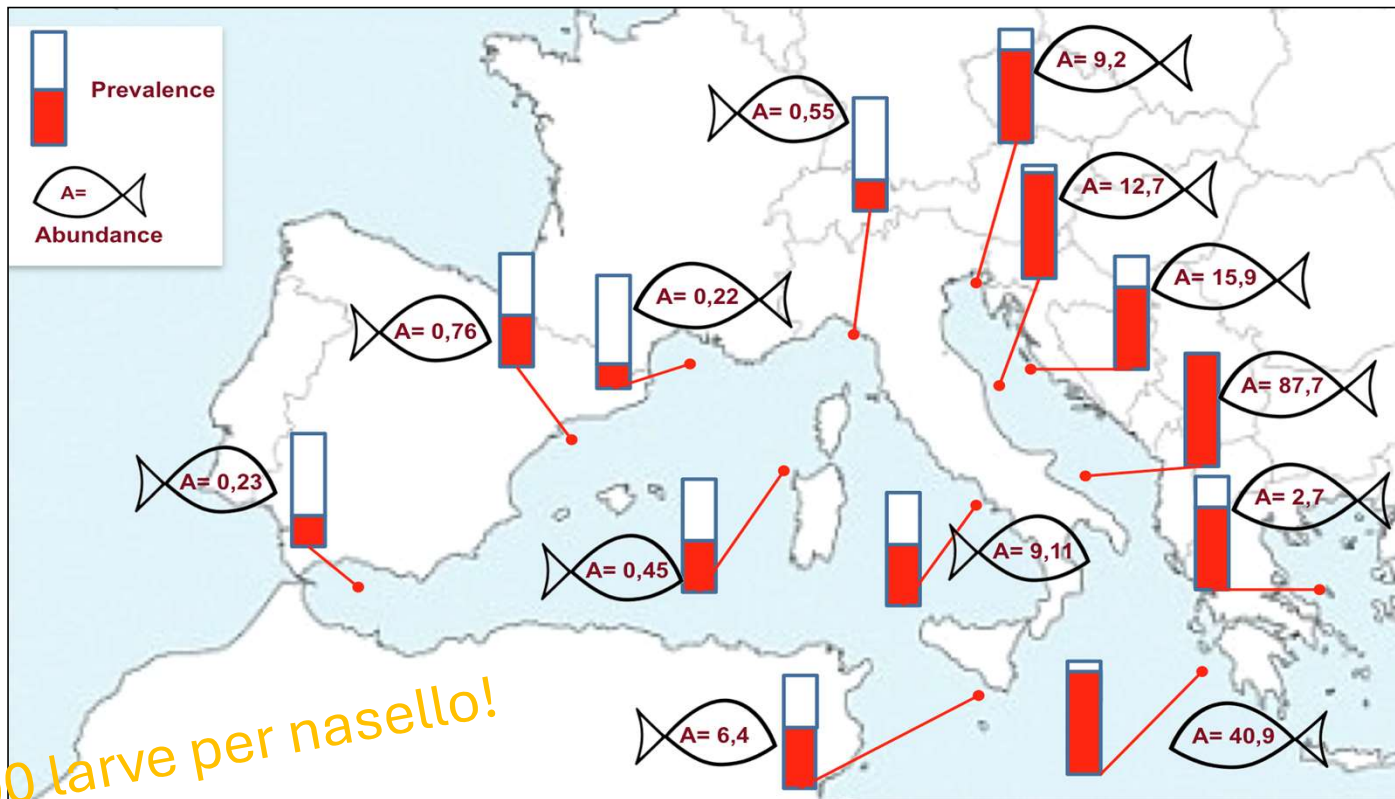 Prevalence
A=
Abundance
A= 0,55
A= 9,2
A= 12,7
A= 0,22
A= 15,9
A= 0,76
A= 87,7
A= 0,23
A= 2,7
A= 0,45
A= 9,11
A= 6,4
A= 40,9
larve per nasello!